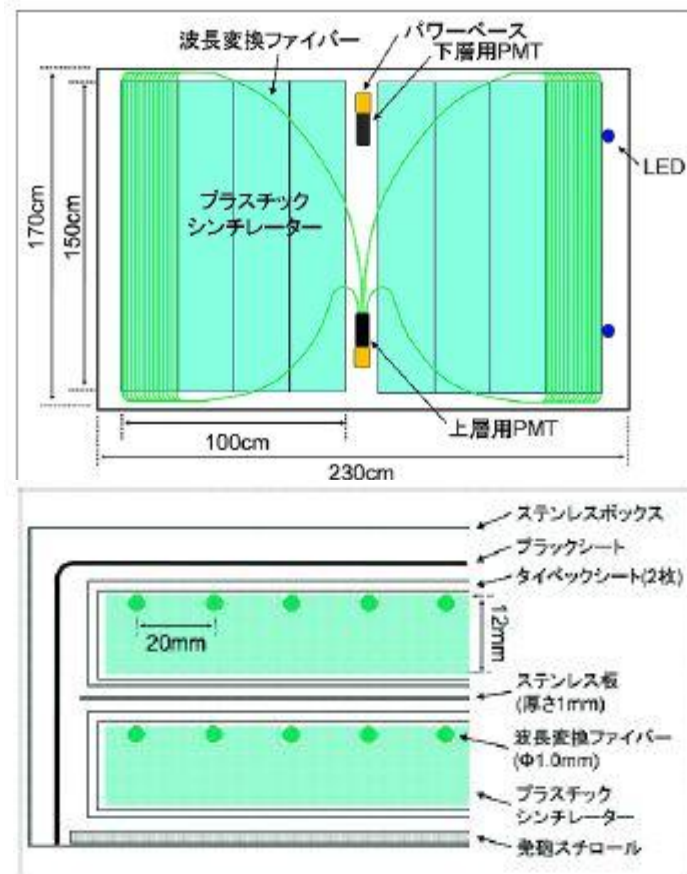 パワーベース
波長変換ファイバー
下層用PMT
LED
プラスチック
シンチレーター
170cm
150cm
上層用PMT
100cm
230cm
ステンレスボックス
ブラックシート
タイベックシート(2枚)
20mm
12mm
ステンレス板
(厚さ1mm)
波長変換ファイバー
(Φ1.0mm)
プラスチック
シンチレーター
発砲スチロール